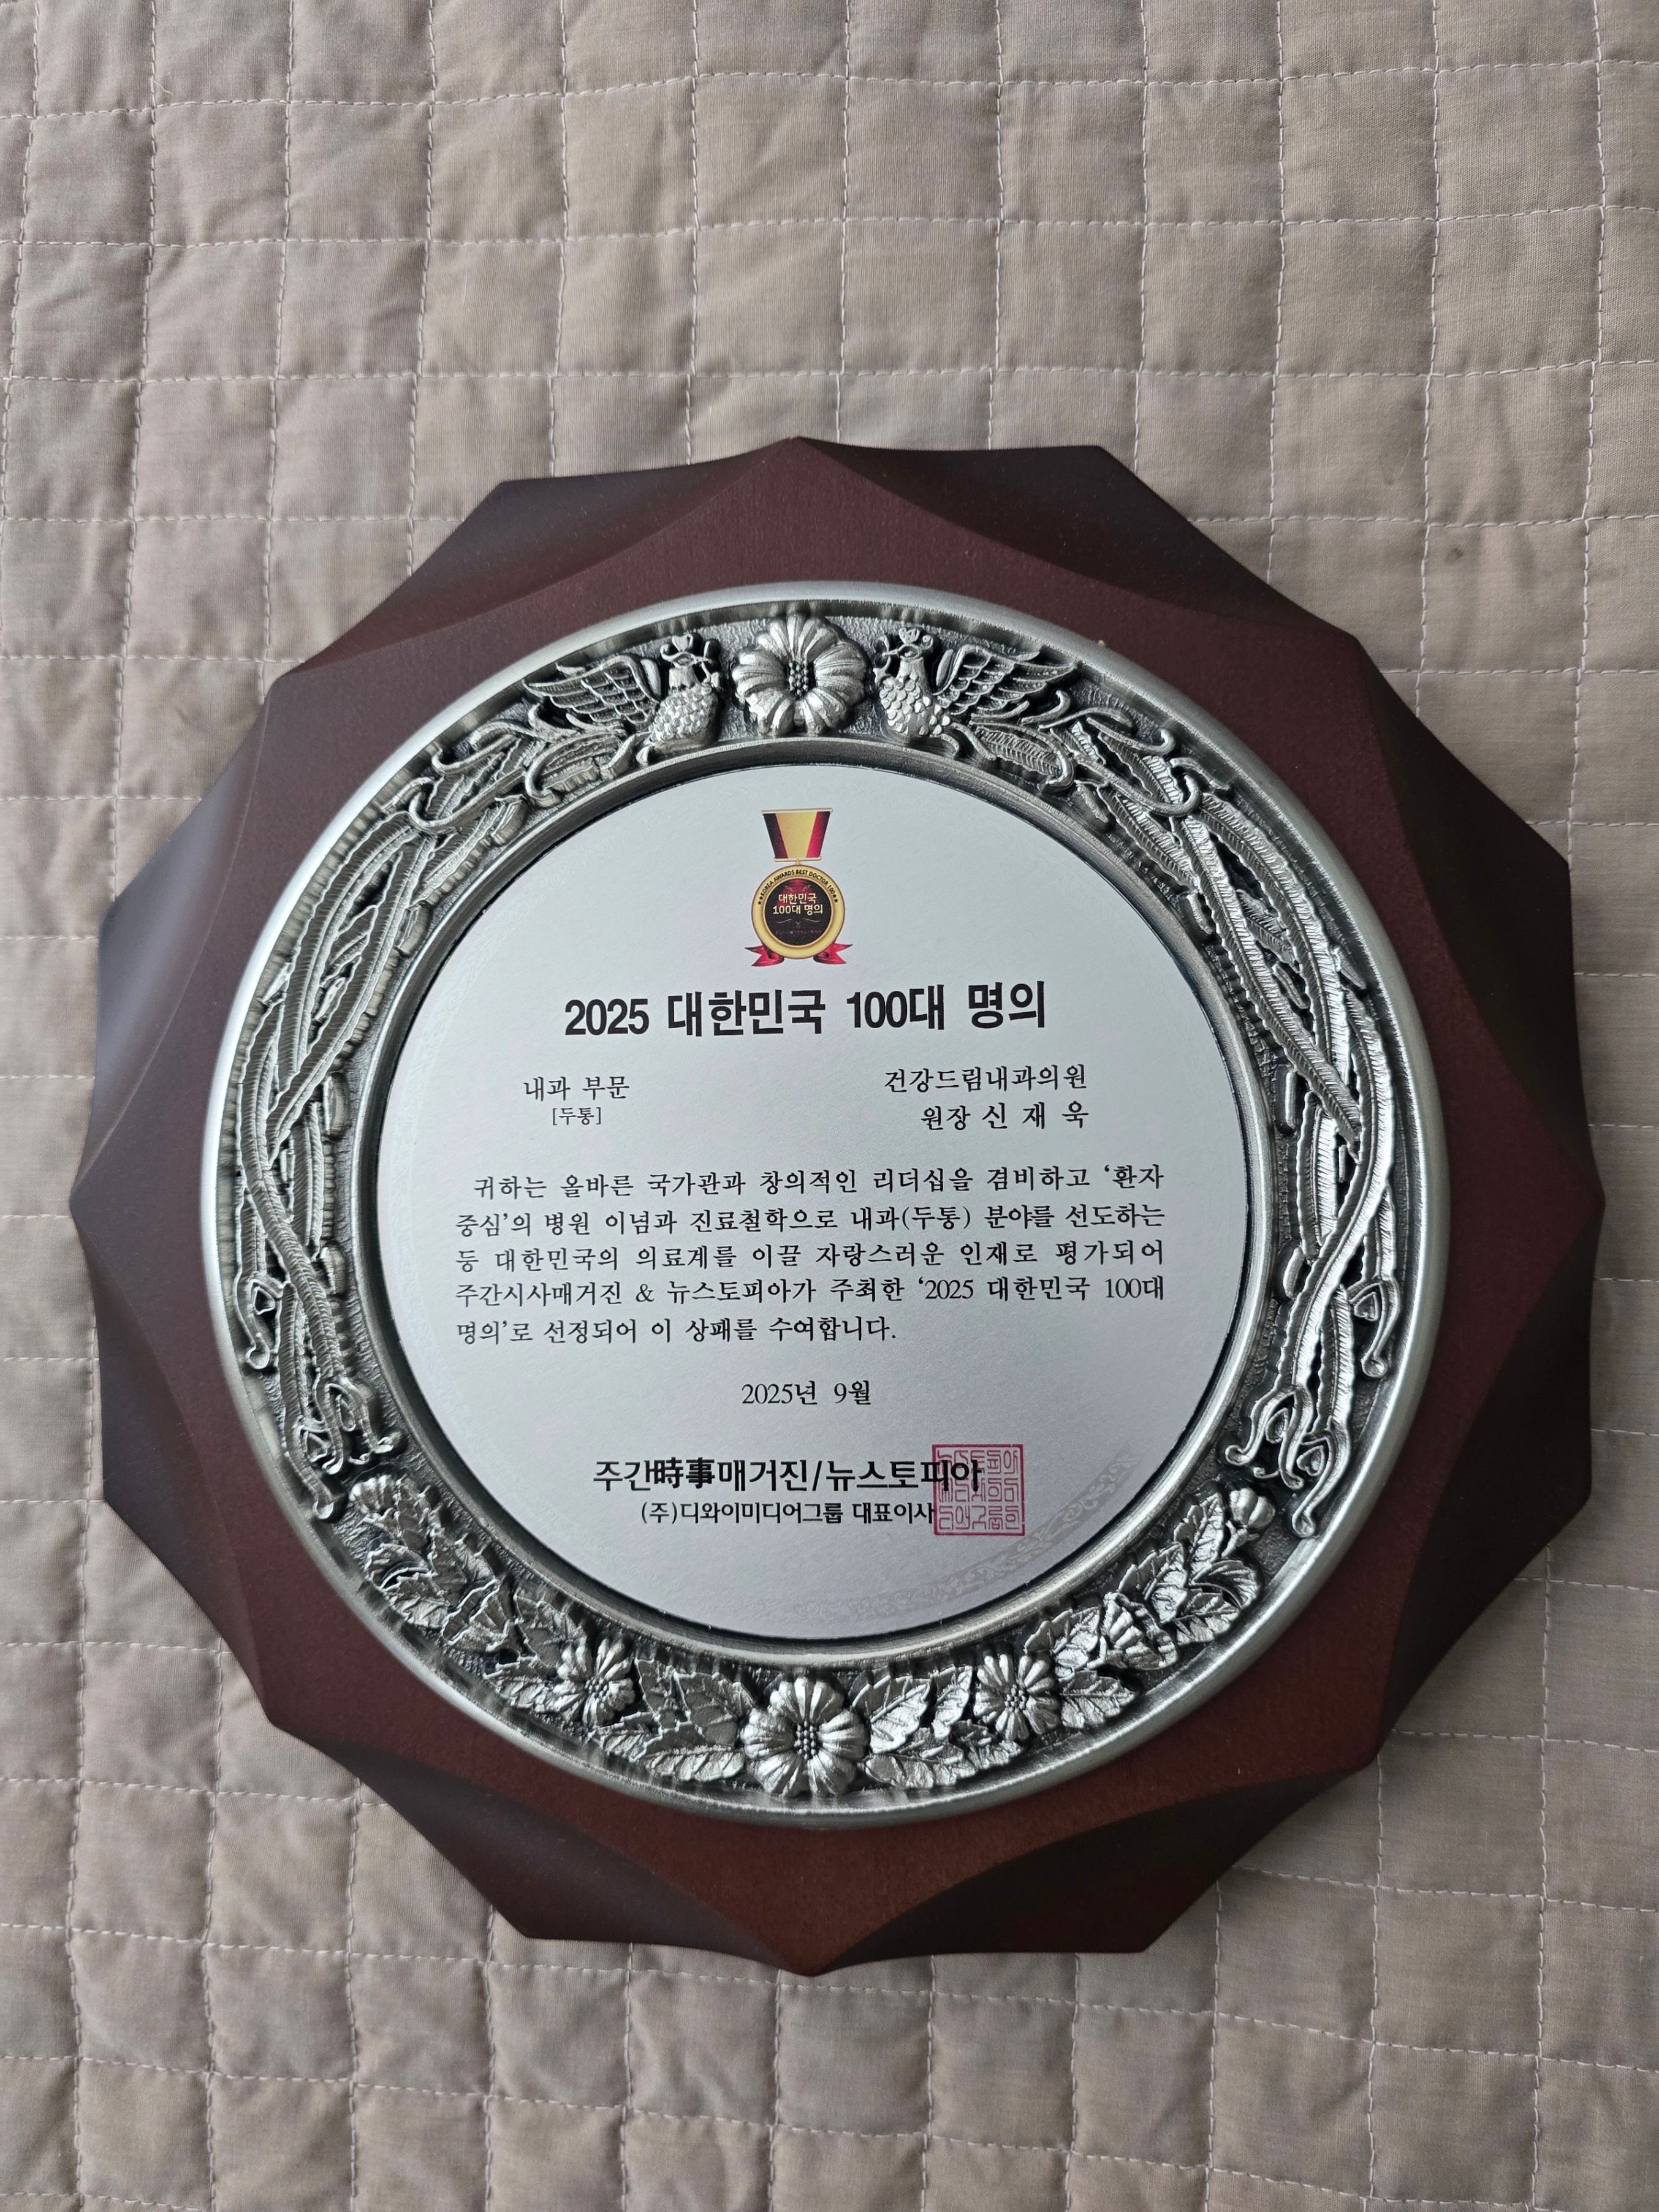 KOREA AWARDS BEST DOCTOR 100
대한민국
100대 명의
2025 대한민국 100대 명의
내과 부문
[두통]
건강드림내과의원
원장 신 재 욱
귀하는 올바른 국가관과 창의적인 리더십을 겸비하고 ‘환자
중심’의 병원 이념과 진료철학으로 내과(두통) 분야를 선도하는
등 대한민국의 의료계를 이끌 자랑스러운 인재로 평가되어
주간시사매거진 & 뉴스토피아가 주최한 ‘2025 대한민국 100대
명의’로 선정되어 이 상패를 수여합니다.
2025년 9월
주간時事매거진/뉴스토피아
(주)디와이미디어그룹 대표이사